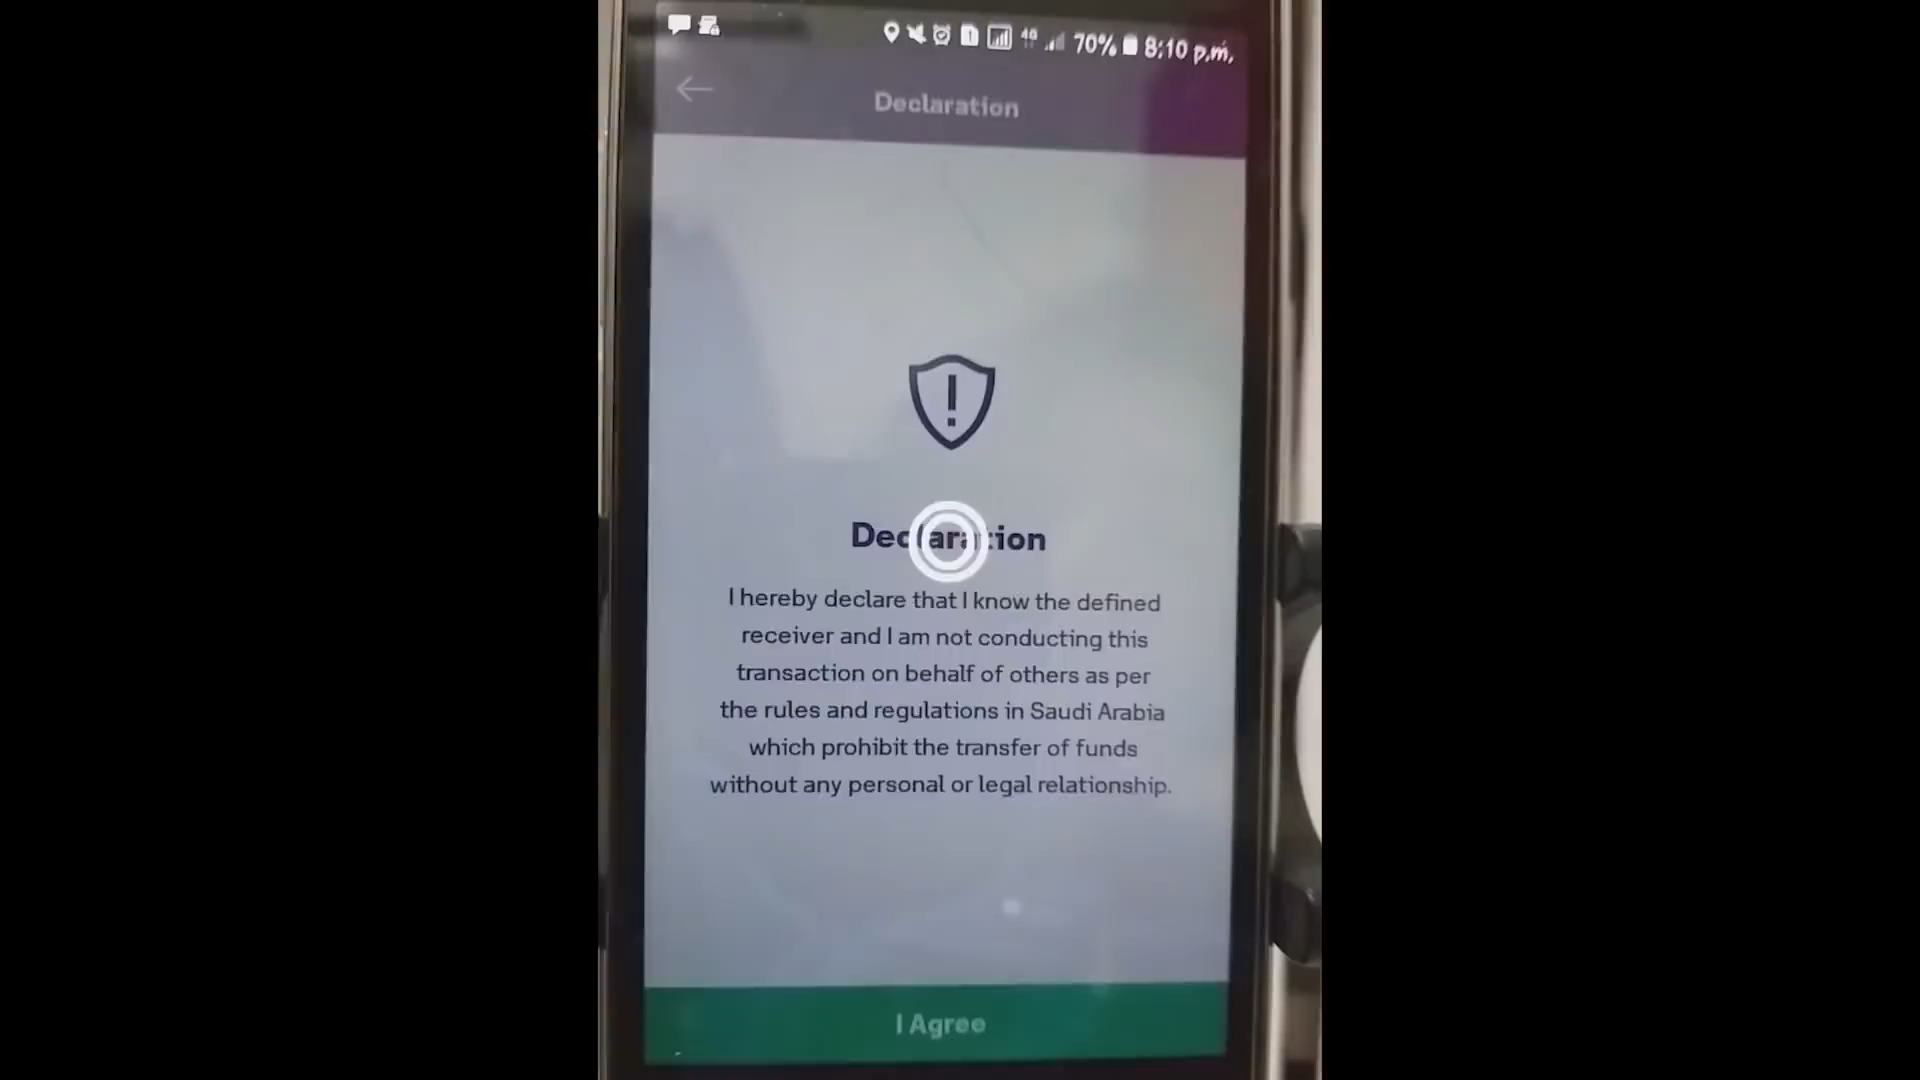 4G 70% 8:10 p.m.
Declaration
Declaration
I hereby declare that I know the defined
receiver and I am not conducting this
transaction on behalf of others as per
the rules and regulations in Saudi Arabia
which prohibit the transfer of funds
without any personal or legal relationship.
I Agree